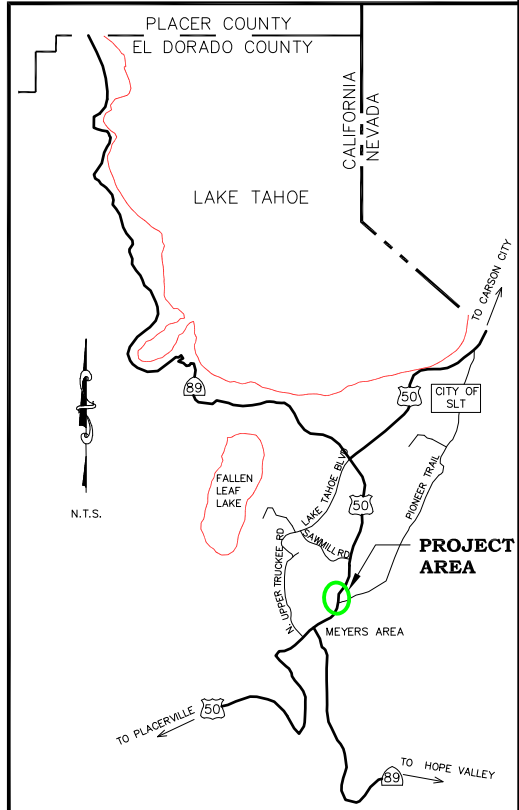 PLACER COUNTY
EL DORADO COUNTY
CALIFORNIA
NEVADA
LAKE TAHOE
TO CARSON CITY
89
50
CITY OF
SLT
FALLEN
LEAF
LAKE
LAKE TAHOE BLVD
PIONEER TRAIL
N.T.S.
50
SAWMILL RD
N. UPPER TRUCKEE RD
PROJECT
AREA
MEYERS AREA
50
TO PLACERVILLE
TO HOPE VALLEY
89